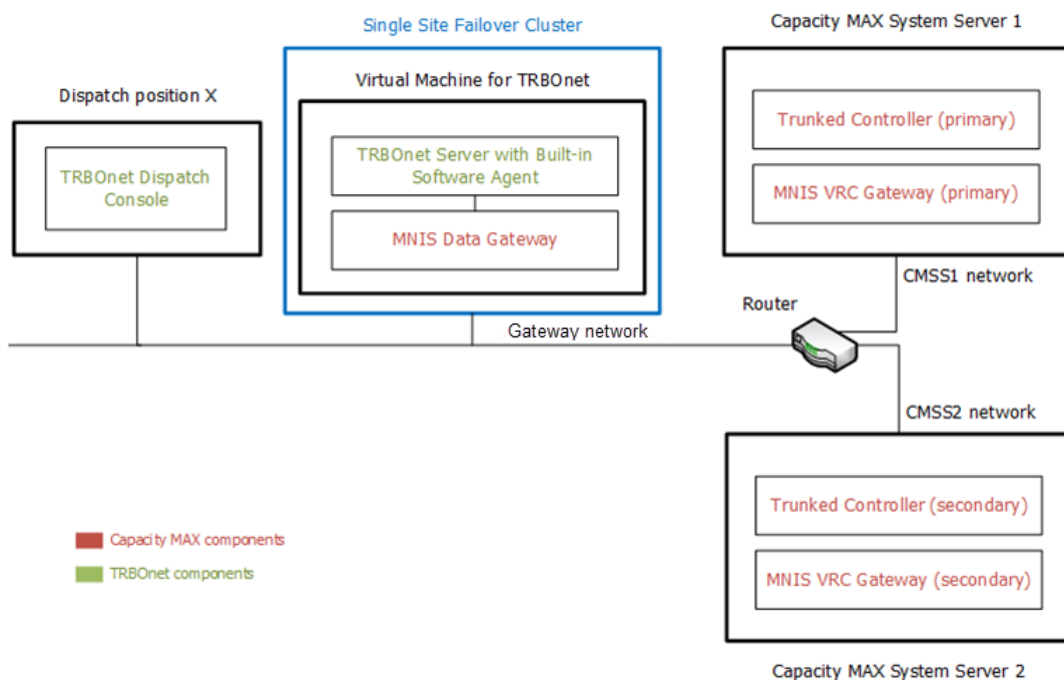 Single Site Failover Cluster
Capacity MAX System Server 1
Virtual Machine for TRBOnet
Dispatch position X
TRBOnet Dispatch
Console
TRBOnet Server with Built-in
Software Agent
MNIS Data Gateway
Trunked Controller (primary)
MNIS VRC Gateway (primary)
CMSS1 network
Router
Gateway network
CMSS2 network
Trunked Controller (secondary)
MNIS VRC Gateway (secondary)
Capacity MAX components
TRBOnet components
Capacity MAX System Server 2